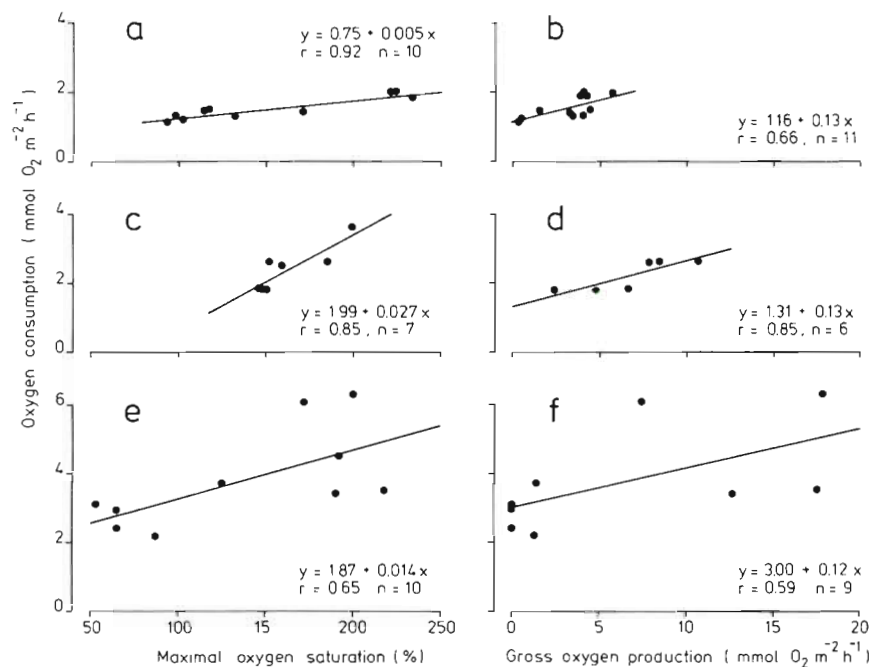 Oxygen consumption (mmol O₂ m⁻² h⁻¹)
a
y = 0.75 + 0.005 x
r = 0.92 n = 10
4
2
0
b
y = 1.16 + 0.13 x
r = 0.66, n = 11
c
y = 1.99 + 0.027 x
r = 0.85, n = 7
4
2
0
d
y = 1.31 + 0.13 x
r = 0.85, n = 6
e
y = 1.87 + 0.014 x
r = 0.65 n = 10
6
4
2
0
f
y = 3.00 + 0.12 x
r = 0.59 n = 9
50 100 150 200 250
0 5 10 15 20
Maximal oxygen saturation (%)
Gross oxygen production (mmol O₂ m⁻² h⁻¹)